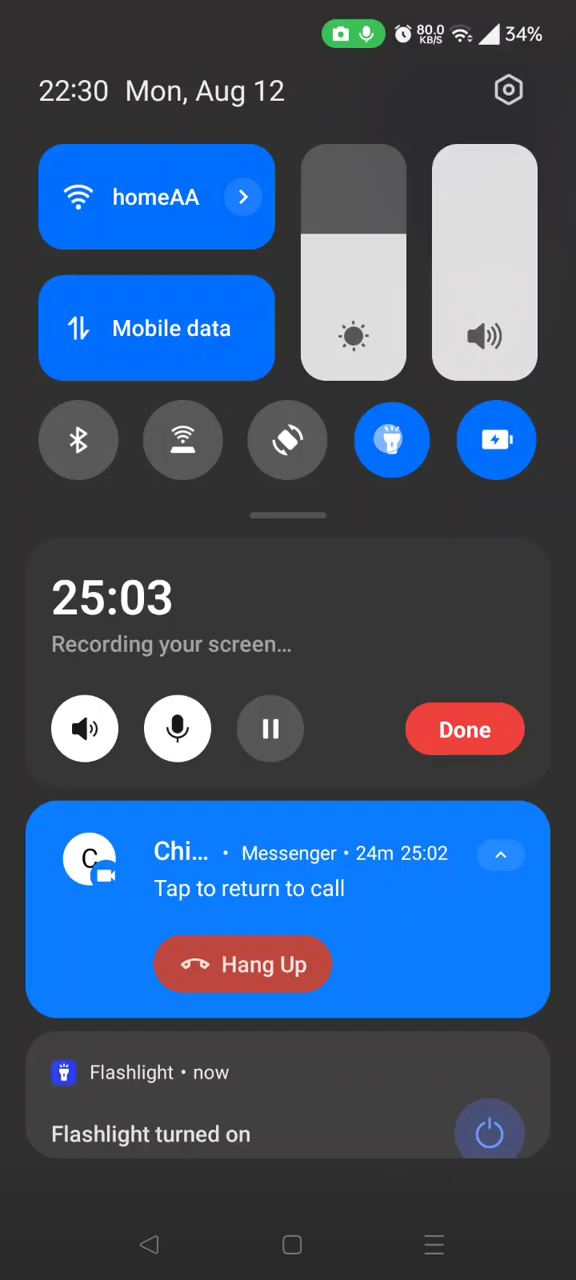 80.0
KB/S
34%
22:30 Mon, Aug 12
homeAA
Mobile data
25:03
Recording your screen...
Done
C
Chi... • Messenger • 24m 25:02
Tap to return to call
Hang Up
Flashlight • now
Flashlight turned on